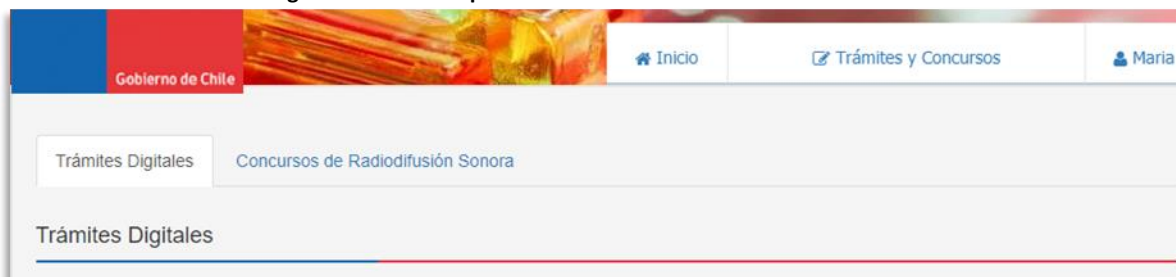 Inicio
Trámites y Concursos
Maria
Gobierno de Chile
Trámites Digitales
Concursos de Radiodifusión Sonora
Trámites Digitales